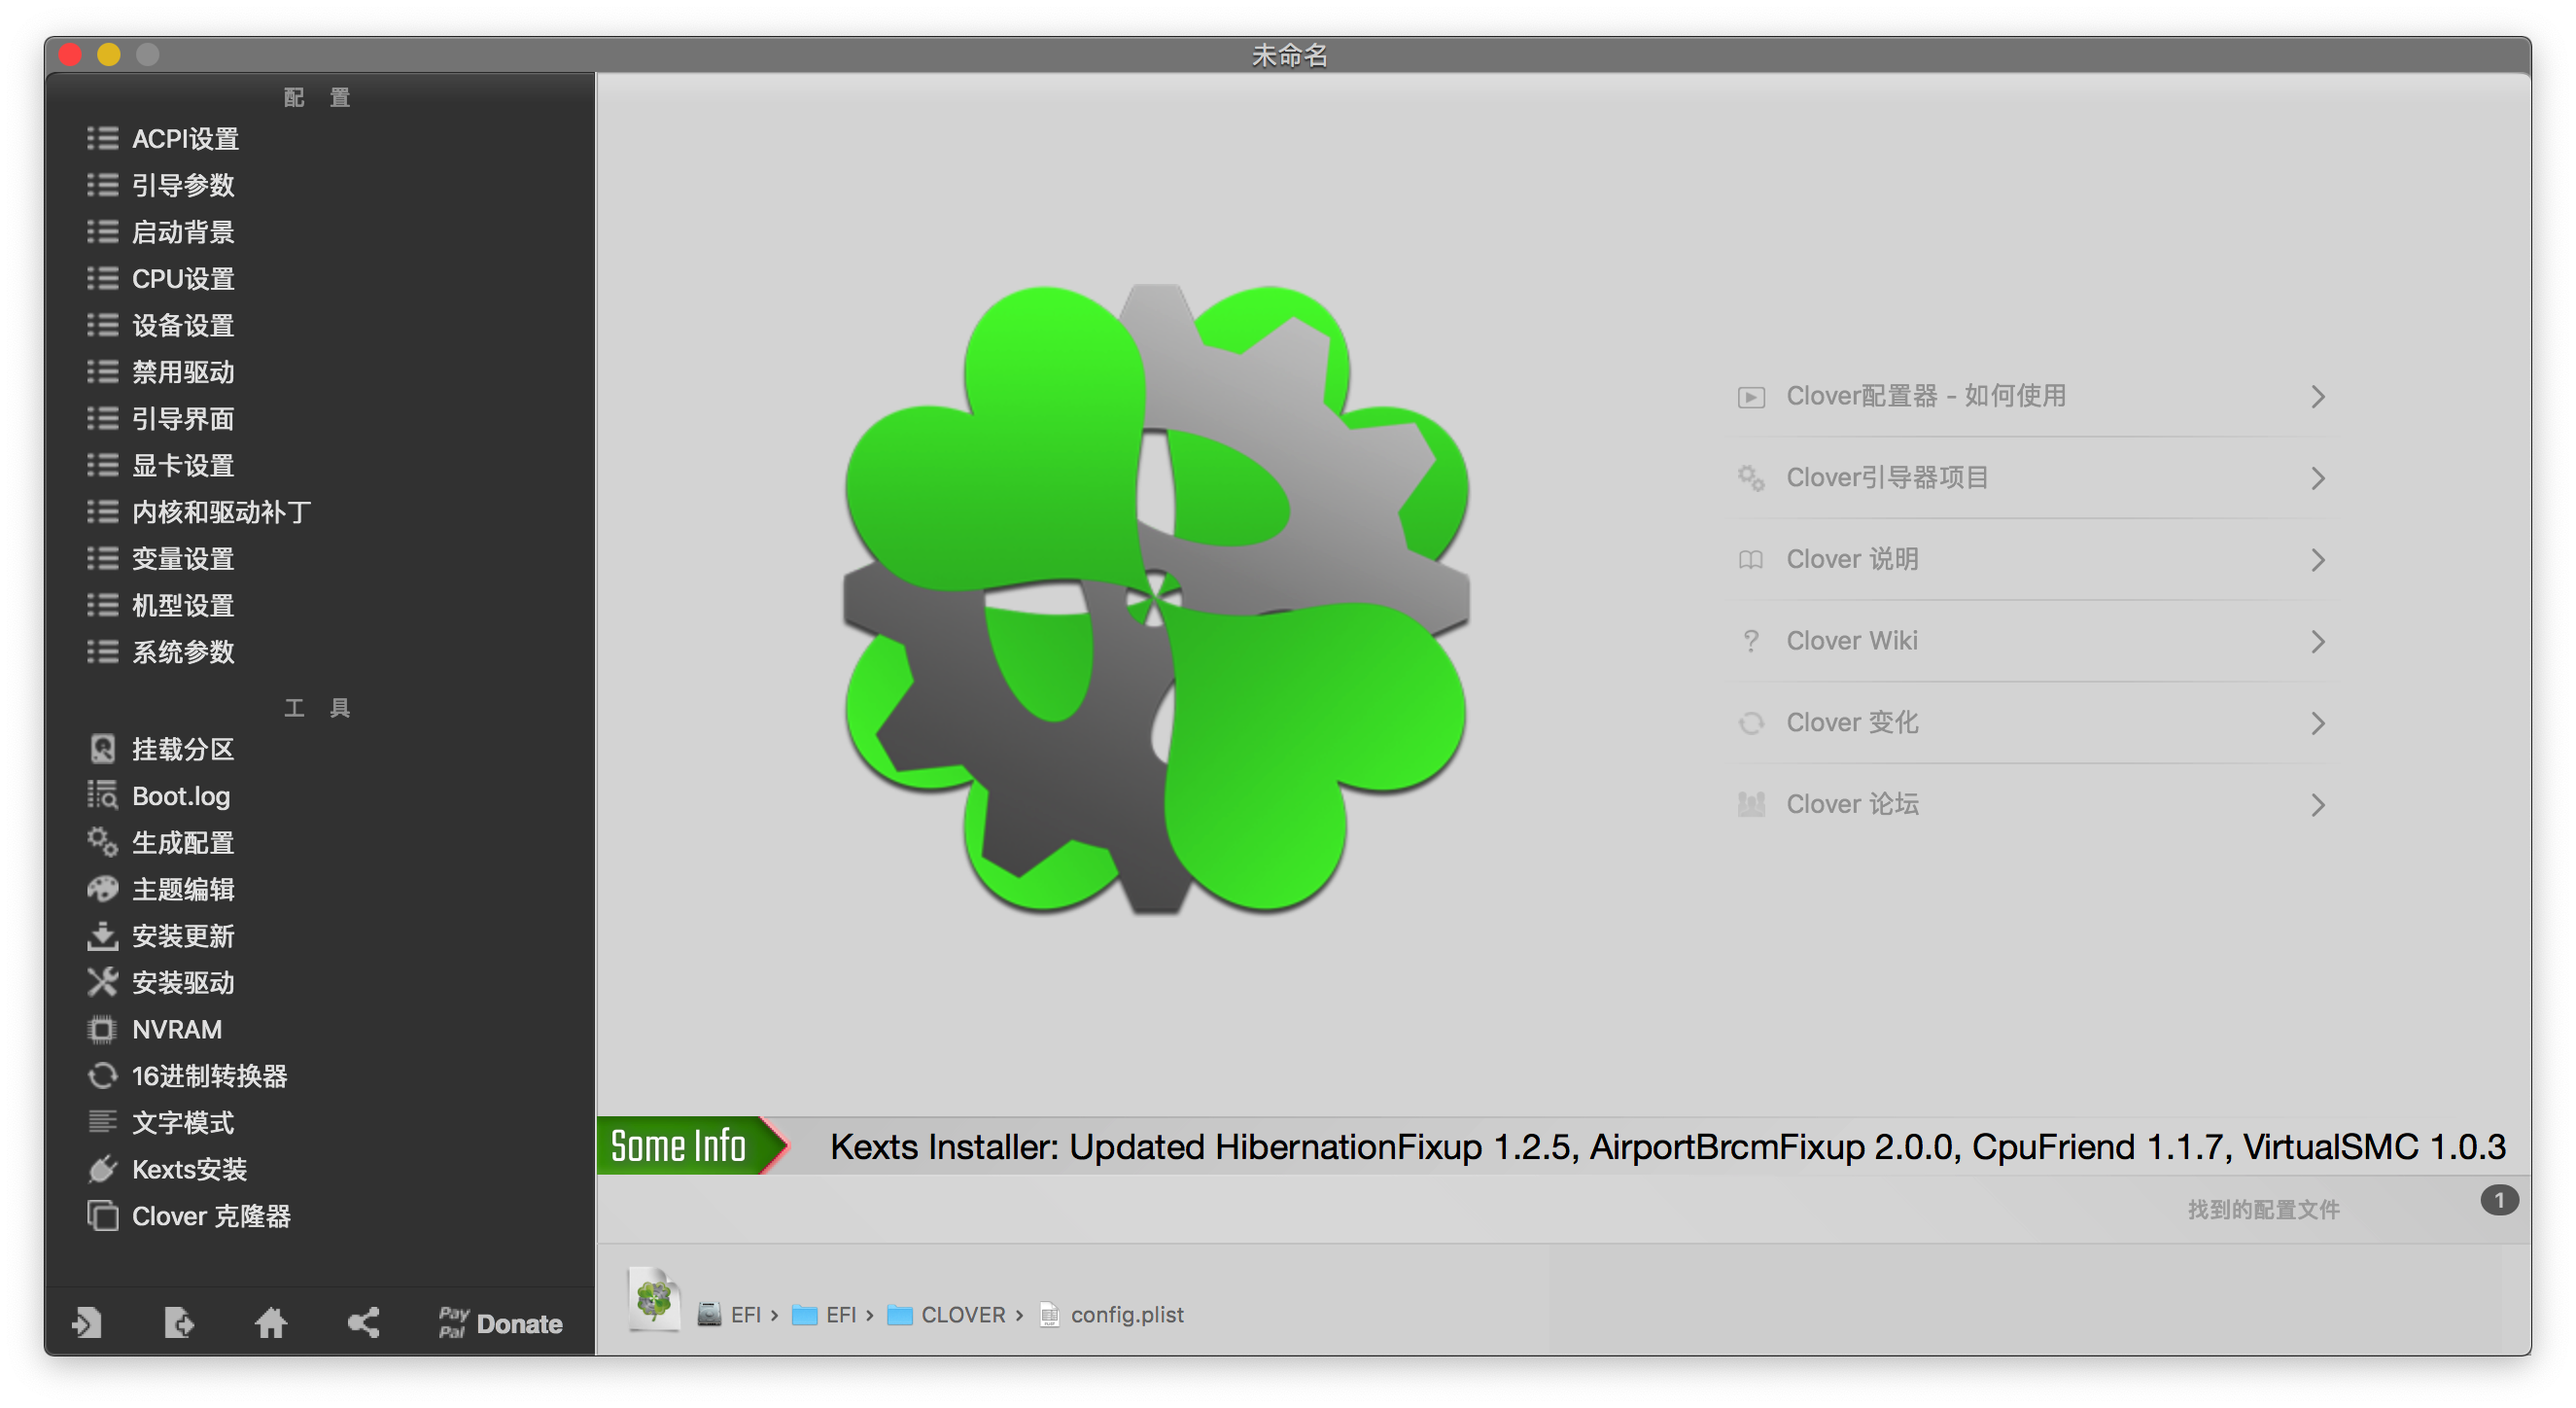 未命名
配 置
ACPI设置
引导参数
启动背景
CPU设置
设备设置
禁用驱动
引导界面
显卡设置
内核和驱动补丁
变量设置
机型设置
系统参数
工 具
挂载分区
Boot.log
生成配置
主题编辑
安装更新
安装驱动
NVRAM
16进制转换器
文字模式
Kexts安装
Clover 克隆器
Pay Pal Donate
Clover配置器 - 如何使用
Clover引导器项目
Clover 说明
Clover Wiki
Clover 变化
Clover 论坛
Some Info Kexts Installer: Updated HibernationFixup 1.2.5, AirportBrcmFixup 2.0.0, CpuFriend 1.1.7, VirtualSMC 1.0.3
找到的配置文件 1
EFI › EFI › CLOVER › config.plist